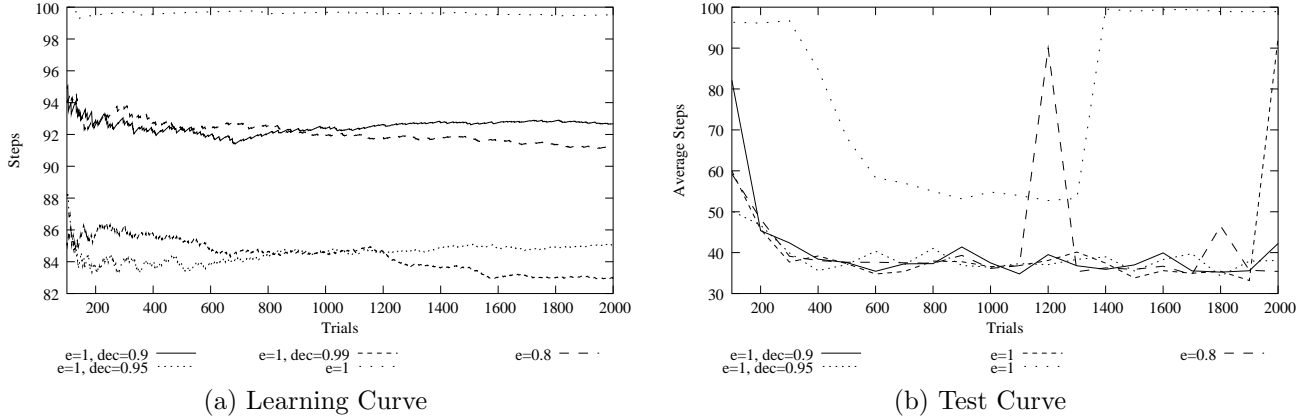 100
98
96
94
92
90
88
86
84
82
Steps
200 400 600 800 1000 1200 1400 1600 1800 2000
Trials
e=1, dec=0.9 e=1, dec=0.99 e=0.8
e=1, dec=0.95 e=1
(a) Learning Curve
100
90
80
70
60
50
40
30
Average Steps
200 400 600 800 1000 1200 1400 1600 1800 2000
Trials
e=1, dec=0.9 e=1 e=0.8
e=1, dec=0.95 e=1
(b) Test Curve